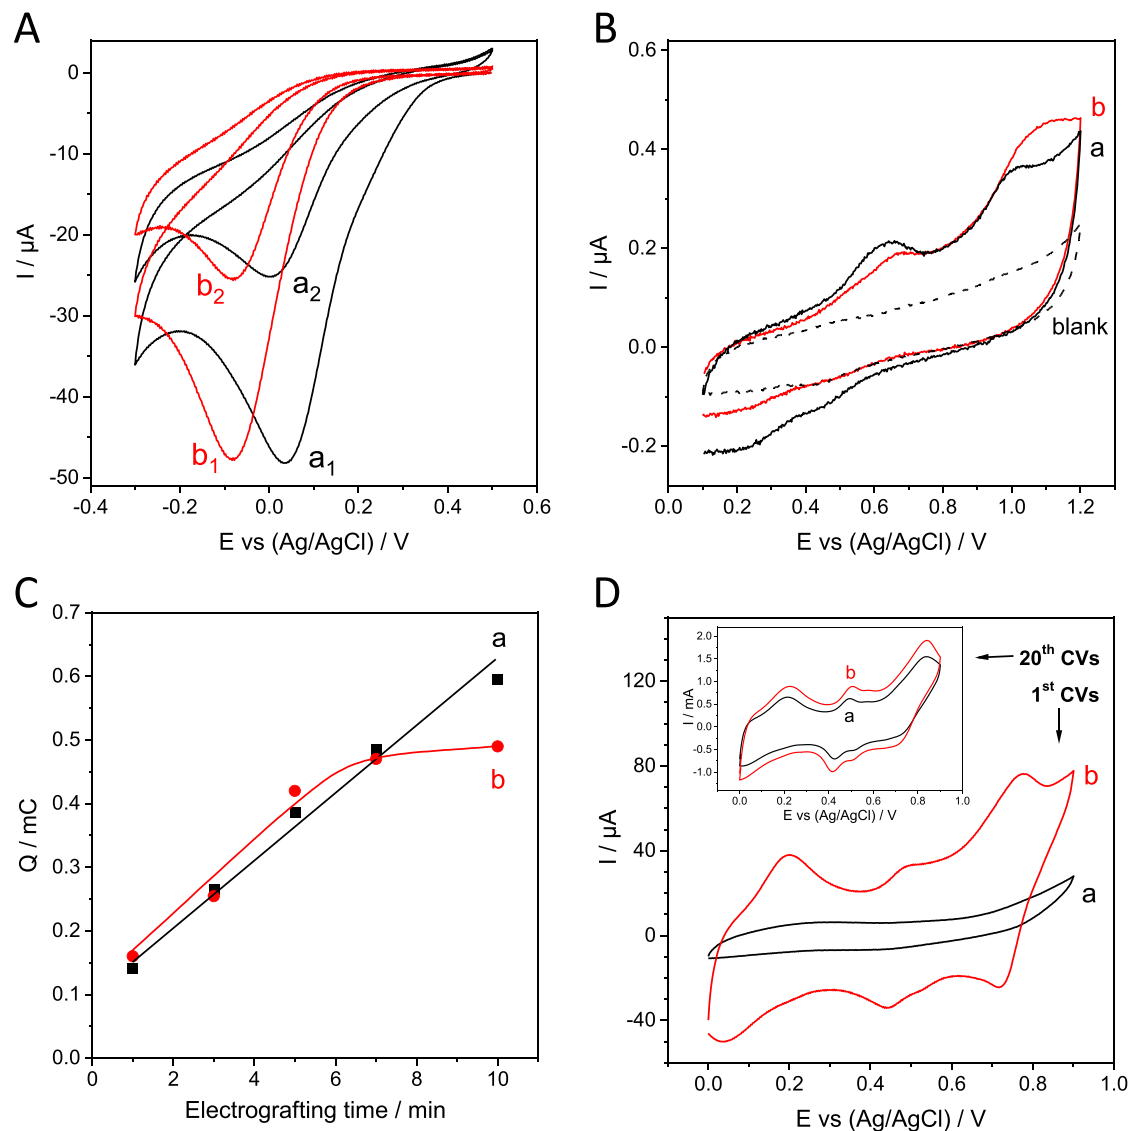 A
0
-10
-20
-30
-40
-50
I / µA
b₂
a₂
b₁
a₁
-0.4
-0.2
0.0
0.2
0.4
0.6
E vs (Ag/AgCl) / V
B
0.6
0.4
0.2
0.0
-0.2
I / µA
b
a
blank
0.0
0.2
0.4
0.6
0.8
1.0
1.2
E vs (Ag/AgCl) / V
C
0.7
0.6
0.5
0.4
0.3
0.2
0.1
0.0
Q / mC
a
b
0
2
4
6
8
10
Electrografting time / min
D
120
80
40
0
-40
I / µA
2.0
1.5
1.0
0.5
0.0
-0.5
-1.0
I / mA
b
a
0.0
0.2
0.4
0.6
0.8
1.0
E vs (Ag/AgCl) / V
20th CVs
1st CVs
b
a
0.0
0.2
0.4
0.6
0.8
1.0
E vs (Ag/AgCl) / V